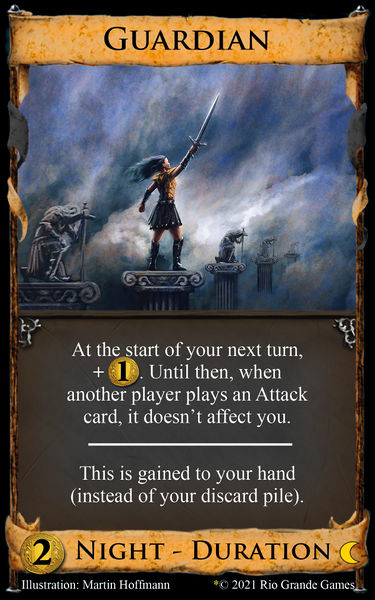 GUARDIAN
At the start of your next turn,
+ 1. Until then, when
another player plays an Attack
card, it doesn't affect you.
This is gained to your hand
(instead of your discard pile).
2 NIGHT - DURATION
Illustration: Martin Hoffmann *© 2021 Rio Grande Games